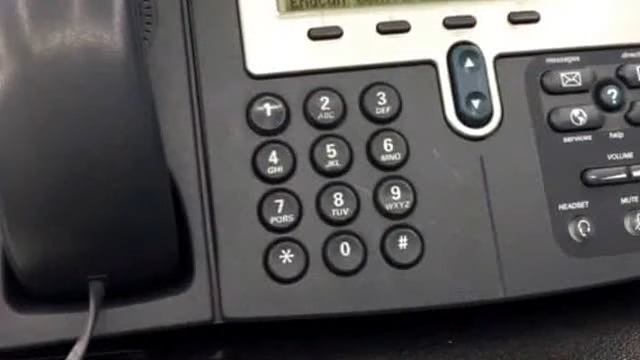 messages
1
2
ABC
3
DEF
4
GHI
5
JKL
6
MNO
7
PQRS
8
TUV
9
WXYZ
*
0
#
?
services
help
VOLUME
HEADSET
MUTE